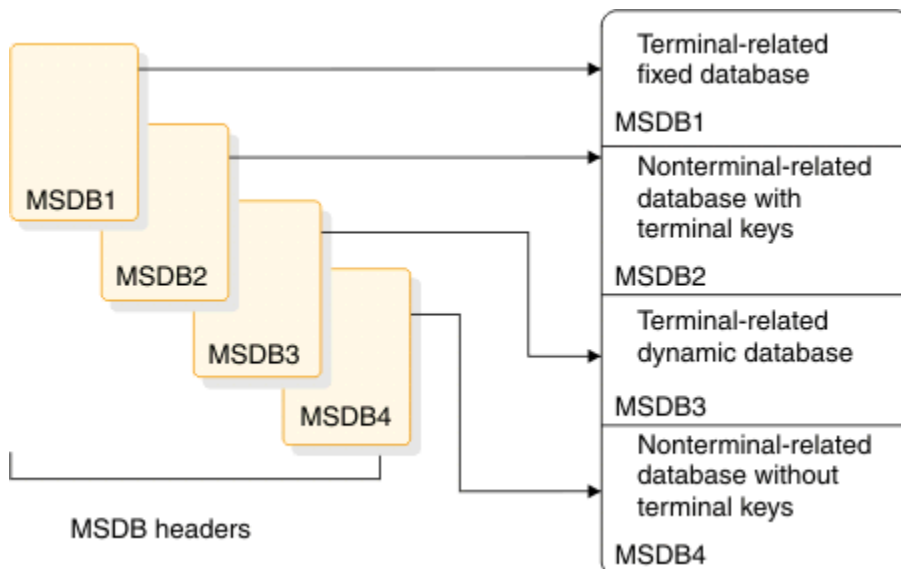 MSDB1
MSDB2
MSDB3
MSDB4
MSDB headers
Terminal-related
fixed database
MSDB1
Nonterminal-related
database with
terminal keys
MSDB2
Terminal-related
dynamic database
MSDB3
Nonterminal-related
database without
terminal keys
MSDB4